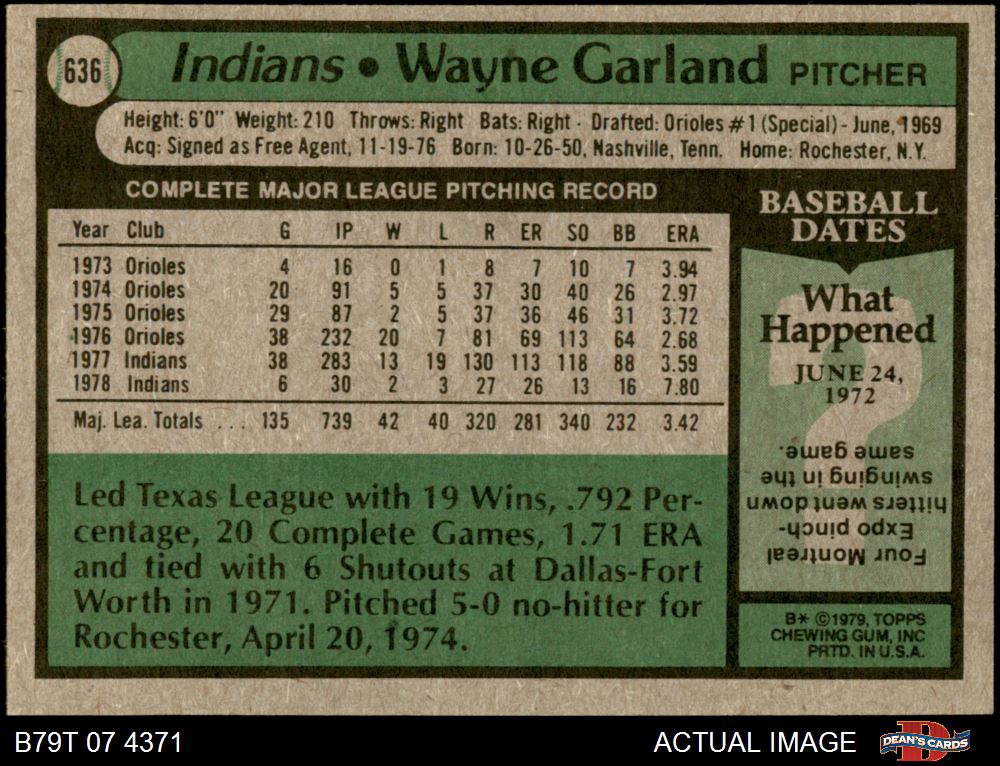 636
Indians • Wayne Garland PITCHER
Height: 6'0" Weight: 210 Throws: Right Bats: Right - Drafted: Orioles #1 (Special) - June, 1969
Acq: Signed as Free Agent, 11-19-76 Born: 10-26-50, Nashville, Tenn. Home: Rochester, N.Y.
COMPLETE MAJOR LEAGUE PITCHING RECORD
Year Club G IP W L R ER SO BB ERA
1973 Orioles 4 16 0 1 8 7 10 7 3.94
1974 Orioles 20 91 5 5 37 30 40 26 2.97
1975 Orioles 29 87 2 5 37 36 46 31 3.72
1976 Orioles 38 232 20 7 81 69 113 64 2.68
1977 Indians 38 283 13 19 130 113 118 88 3.59
1978 Indians 6 30 2 3 27 26 13 16 7.80
Maj. Lea. Totals . . . 135 739 42 40 320 281 340 232 3.42
Led Texas League with 19 Wins, .792 Per-
centage, 20 Complete Games, 1.71 ERA
and tied with 6 Shutouts at Dallas-Fort
Worth in 1971. Pitched 5-0 no-hitter for
Rochester, April 20, 1974.
BASEBALL
DATES
What
Happened
JUNE 24,
1972
?
Four Montreal
Expo pinch-
hitters went down
swinging in the
same game.
B* ©1979, TOPPS
CHEWING GUM, INC
PRTD. IN U.S.A.
B79T 07 4371
ACTUAL IMAGE
D
DEAN'S CARDS